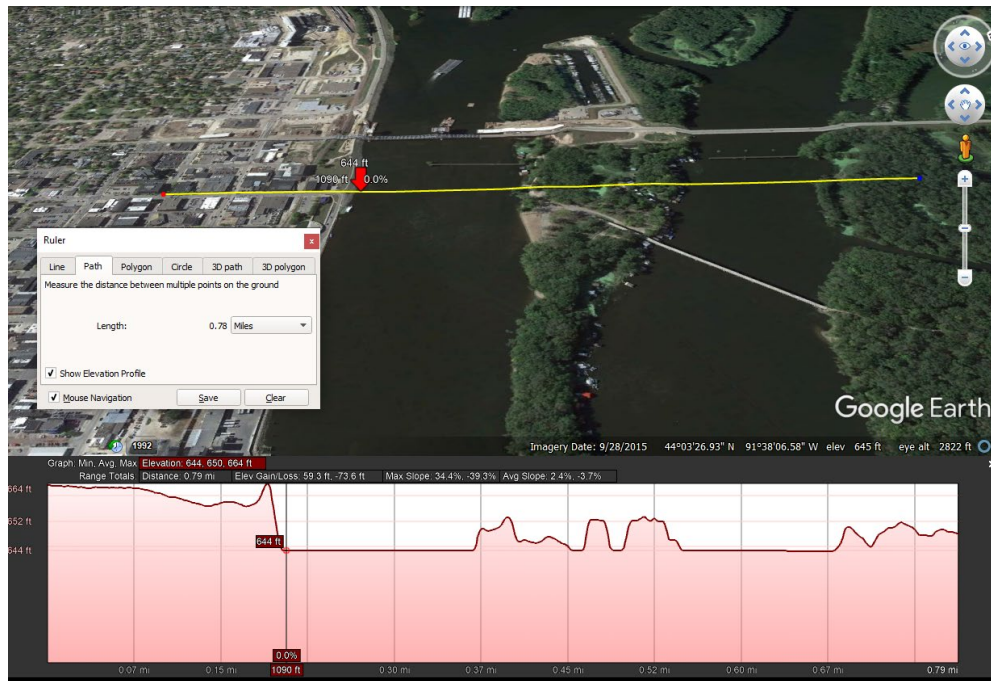 644 ft
1090 ft 0.0%
Ruler
x
Line Path Polygon Circle 3D path 3D polygon
Measure the distance between multiple points on the ground
Length: 0.78 Miles
Show Elevation Profile
Mouse Navigation Save Clear
Google Earth
1992 Imagery Date: 9/28/2015 44°03'26.93" N 91°38'06.58" W elev 645 ft eye alt 2822 ft
Graph: Min, Avg, Max Elevation: 644, 650, 664 ft
Range Totals Distance: 0.79 mi Elev Gain/Loss: 59.3 ft, -73.6 ft Max Slope: 34.4%, -39.3% Avg Slope: 2.4%, -3.7%
664 ft
652 ft
644 ft
644 ft
0.0%
0.07 mi 0.15 mi 1090 ft 0.30 mi 0.37 mi 0.45 mi 0.52 mi 0.60 mi 0.67 mi 0.79 mi